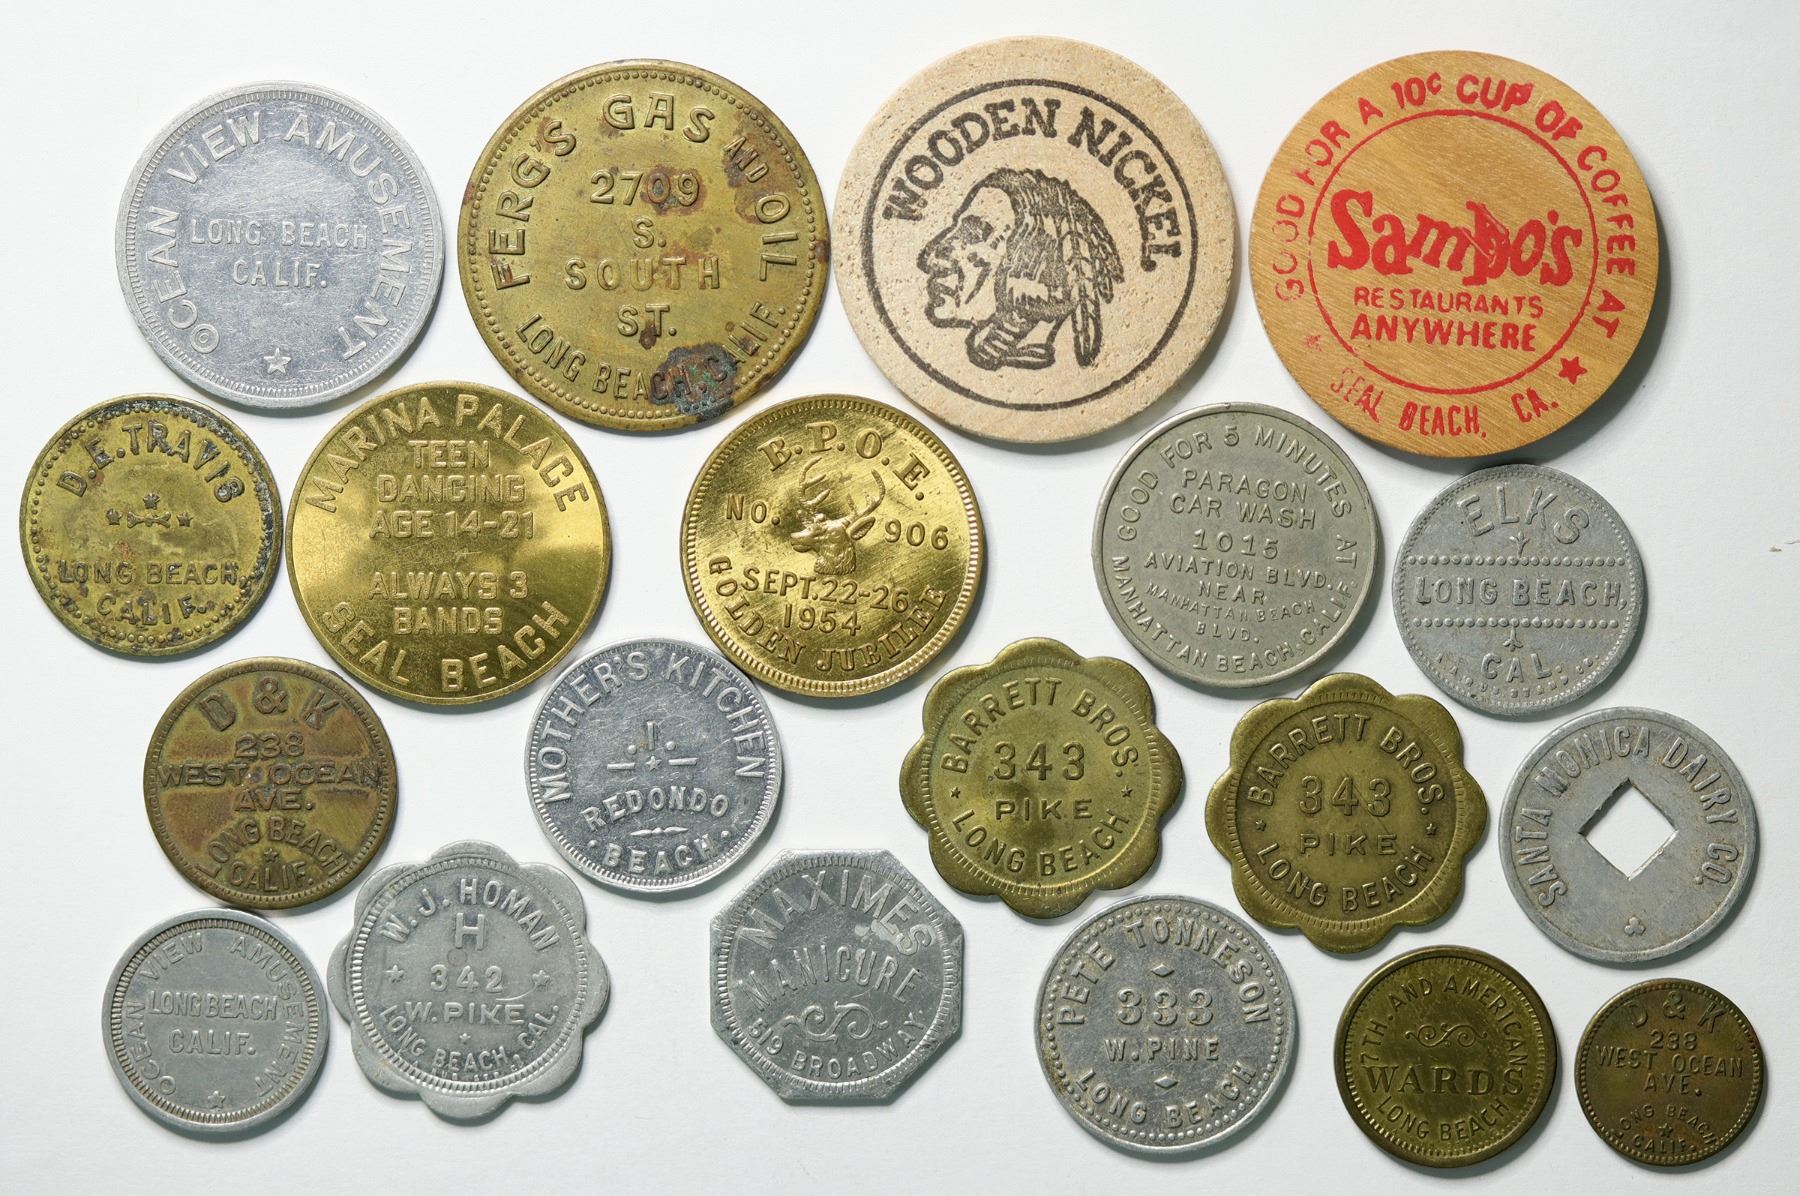 OCEAN VIEW AMUSEMENT
LONG BEACH
CALIF.
FERG'S GAS AND OIL
2709
S.
SOUTH
ST.
LONG BEACH, CALIF.
WOODEN NICKEL
GOOD FOR A 10¢ CUP OF COFFEE AT
Sambo's
RESTAURANTS
ANYWHERE
SEAL BEACH, CA.
D.E. TRAVIS
LONG BEACH,
CALIF.
MARINA PALACE
TEEN
DANCING
AGE 14-21
ALWAYS 3
BANDS
SEAL BEACH
B.P.O.E.
No. 906
SEPT. 22-26
1954
GOLDEN JUBILEE
GOOD FOR 5 MINUTES AT
PARAGON
CAR WASH
1015
AVIATION BLVD.
NEAR
MANHATTAN BEACH
BLVD.
MANHATTAN BEACH, CALIF.
ELKS
LONG BEACH,
CAL.
D & K
238
WEST OCEAN
AVE.
LONG BEACH
CALIF.
MOTHER'S KITCHEN
REDONDO
BEACH.
BARRETT BROS.
343
PIKE
LONG BEACH
BARRETT BROS.
343
PIKE
LONG BEACH
SANTA MONICA DAIRY CO.
OCEAN VIEW AMUSEMENT
LONG BEACH
CALIF.
W. J. HOMAN
H
342
W. PIKE
LONG BEACH, CAL.
MAXIMES
MANICURE
519 BROADWAY.
PETE TONNESON
333
W. PINE
LONG BEACH
7TH. AND AMERICAN
WARDS
LONG BEACH
D & K
238
WEST OCEAN
AVE.
LONG BEACH
CALIF.